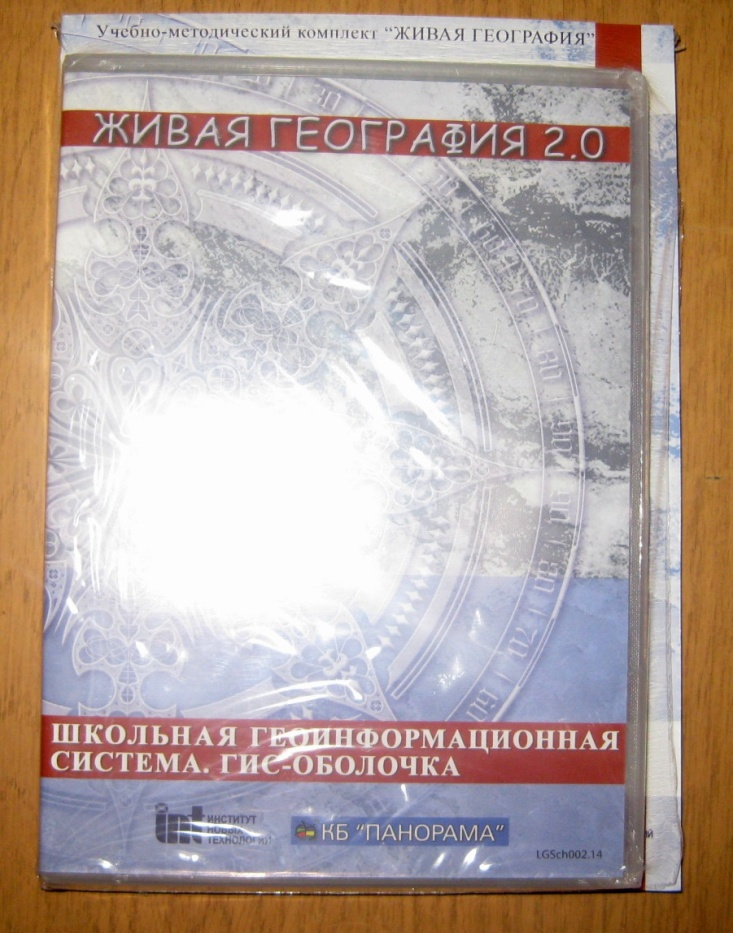 Учебно-методический комплект “ЖИВАЯ ГЕОГРАФИЯ”
ЖИВАЯ ГЕОГРАФИЯ 2.0
ШКОЛЬНАЯ ГЕОИНФОРМАЦИОННАЯ
СИСТЕМА. ГИС-ОБОЛОЧКА
int
ИНСТИТУТ
НОВЫХ
ТЕХНОЛОГИЙ
КБ “ПАНОРАМА”
LGSch002.14